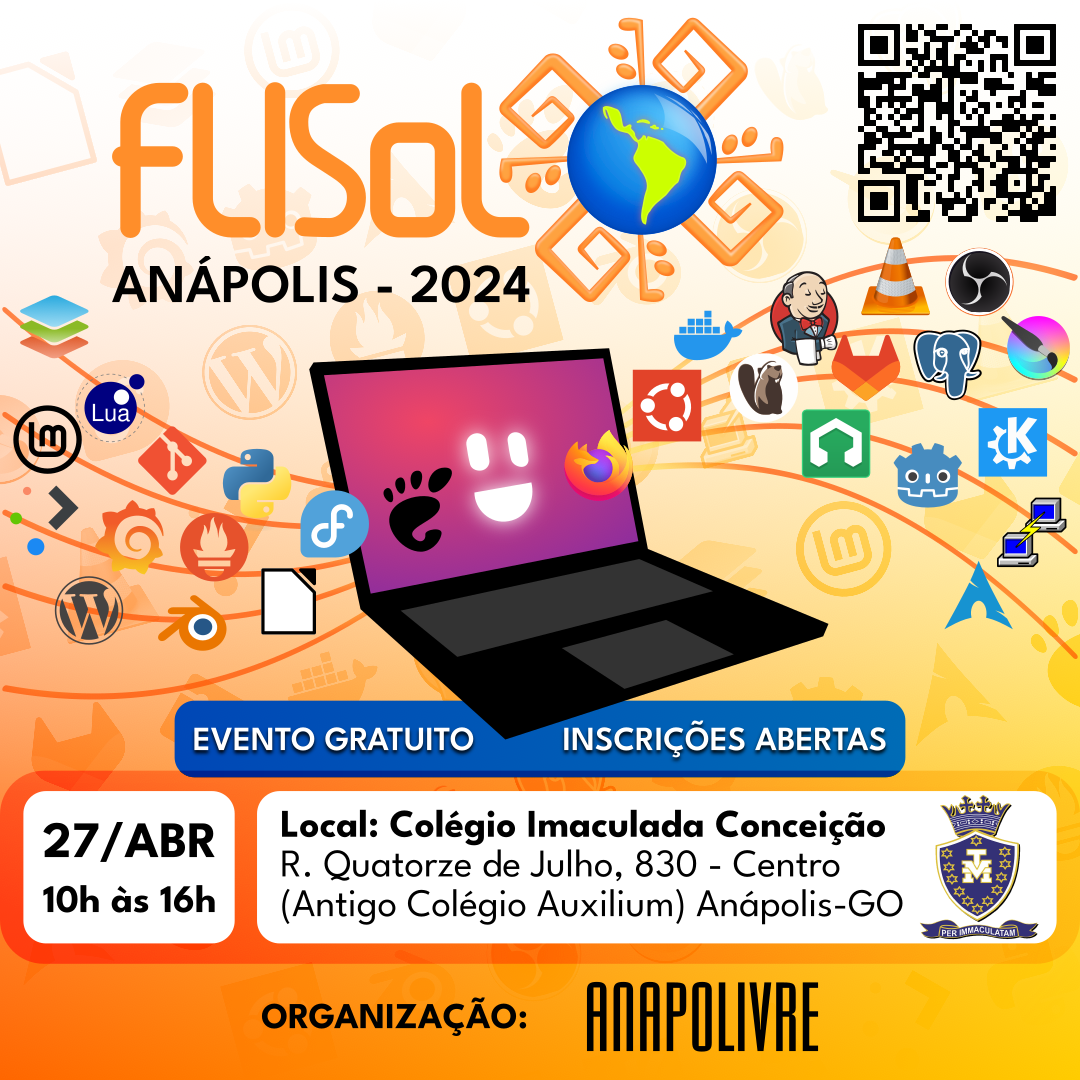 FLISoL
ANÁPOLIS - 2024
Lua
EVENTO GRATUITO
INSCRIÇÕES ABERTAS
27/ABR
10h às 16h
Local: Colégio Imaculada Conceição
R. Quatorze de Julho, 830 - Centro
(Antigo Colégio Auxilium) Anápolis-GO
PER IMMACULATAM
ORGANIZAÇÃO:
ANAPOLIVRE